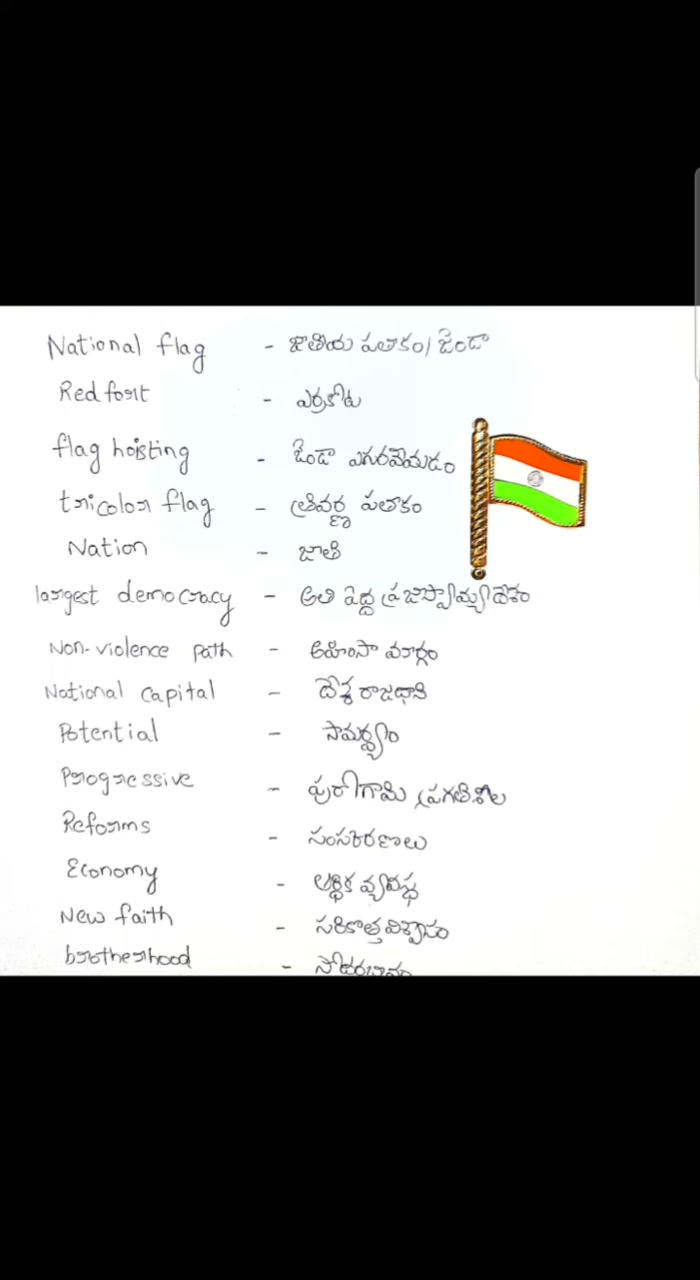 National flag - జాతీయ పతాకం/ జెండా
Red fort - ఎర్రకోట
flag hoisting - జెండా ఎగురవేయడం
tricolor flag - త్రివర్ణ పతాకం
Nation - జాతి
largest democracy - అతి పెద్ద ప్రజాస్వామ్య దేశం
Non-violence path - అహింసా మార్గం
National Capital - దేశ రాజధాని
Potential - సామర్థ్యం
Progressive - పురోగామి / ప్రగతిశీల
Reforms - సంస్కరణలు
Economy - ఆర్థిక వ్యవస్థ
New faith - సరికొత్త విశ్వాసం
brotherhood -